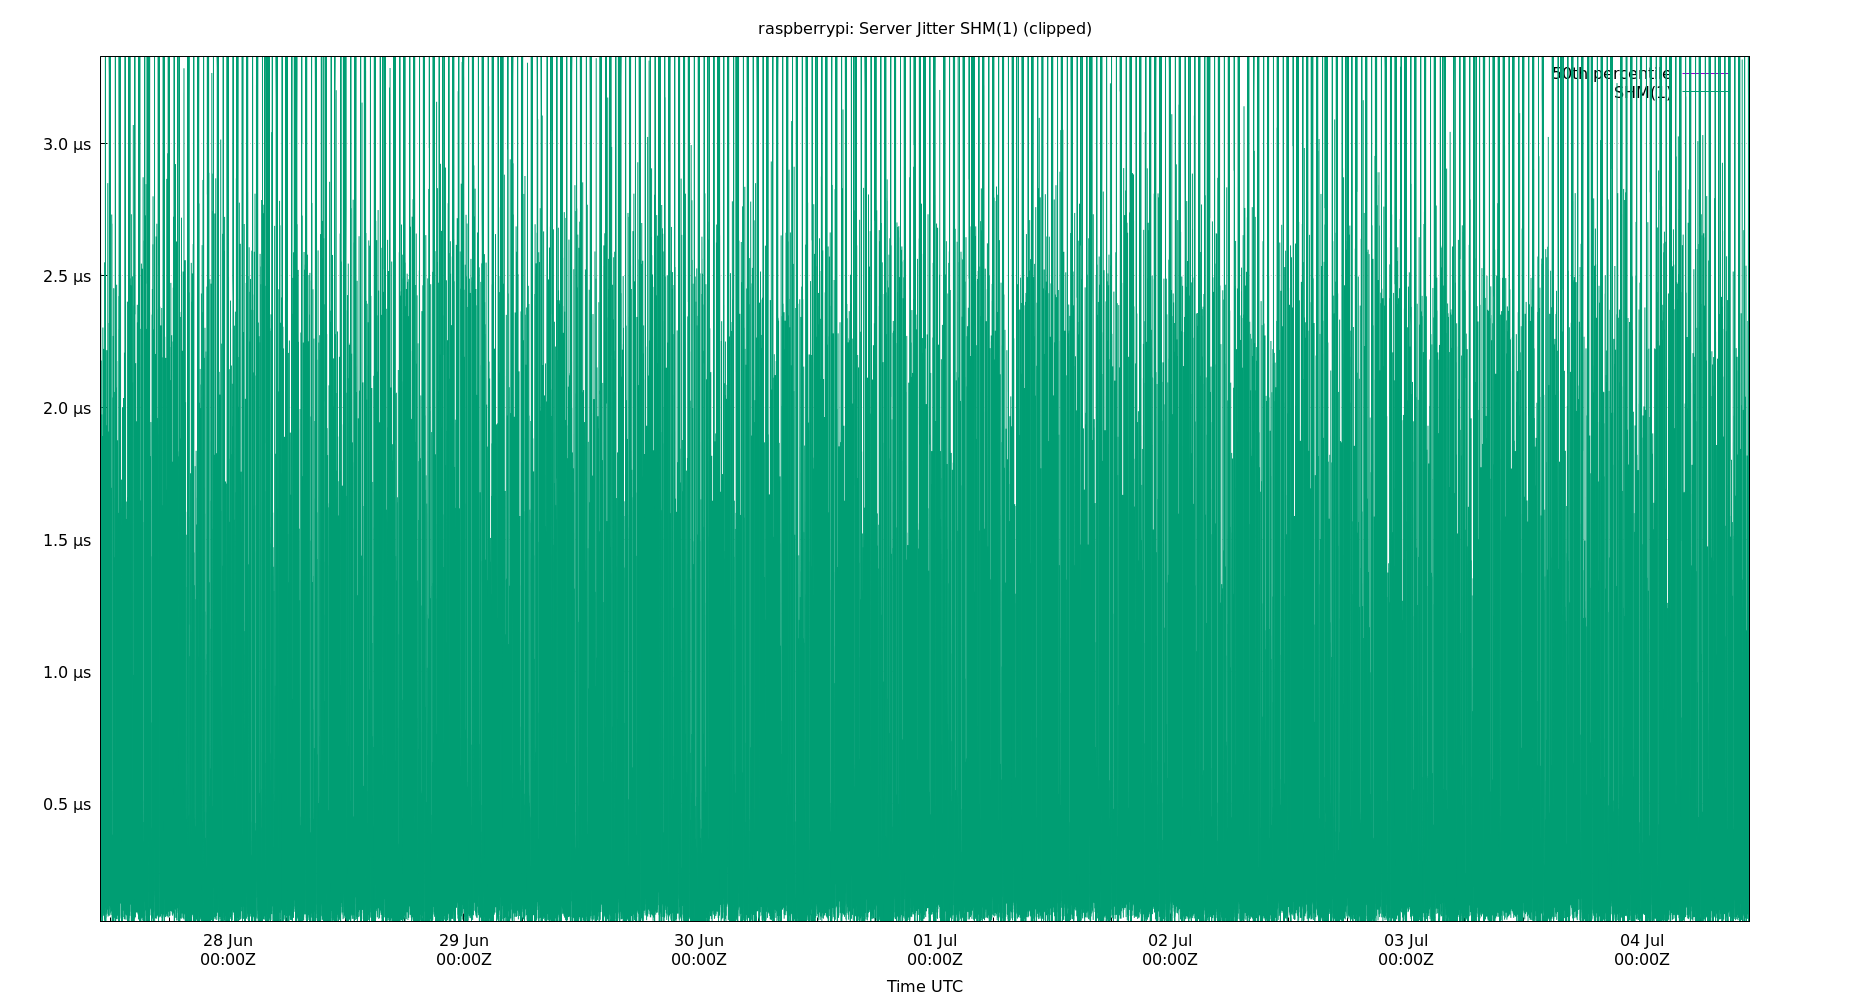 raspberrypi: Server Jitter SHM(1) (clipped)
50th percentile
SHM(1)
3.0 µs
2.5 µs
2.0 µs
1.5 µs
1.0 µs
0.5 µs
28 Jun 29 Jun 30 Jun 01 Jul 02 Jul 03 Jul 04 Jul
00:00Z 00:00Z 00:00Z 00:00Z 00:00Z 00:00Z 00:00Z
Time UTC